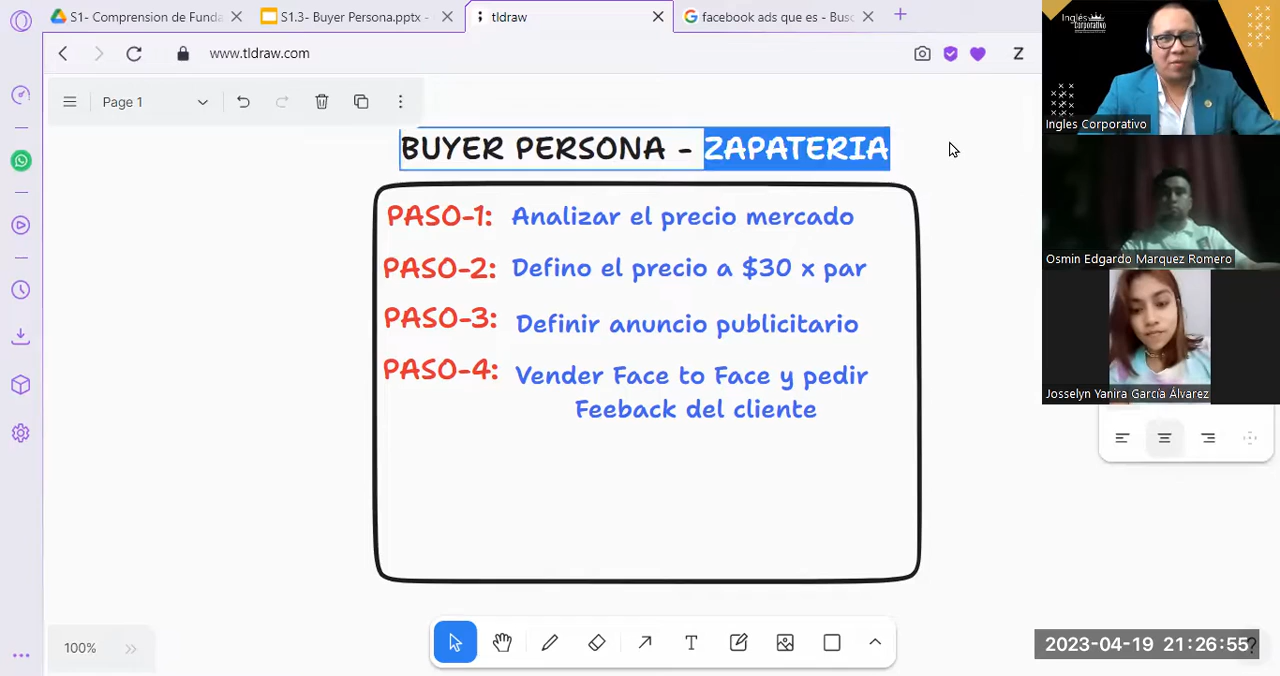 S1- Comprension de Funda
S1.3- Buyer Persona.pptx -
tldraw
facebook ads que es - Bus
www.tldraw.com
Z
Page 1
BUYER PERSONA - ZAPATERIA
PASO-1: Analizar el precio mercado
PASO-2: Defino el precio a $30 x par
PASO-3: Definir anuncio publicitario
PASO-4: Vender Face to Face y pedir
Feeback del cliente
Inglés
Corporativo
Ingles Corporativo
Osmin Edgardo Marquez Romero
Josselyn Yanira García Álvarez
100%
T
2023-04-19 21:26:55
?